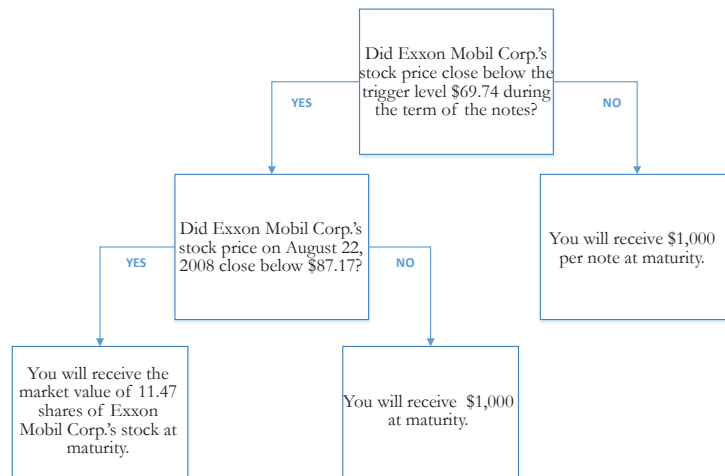 Did Exxon Mobil Corp.'s
stock price close below the
trigger level $69.74 during
the term of the notes?
YES
NO
Did Exxon Mobil Corp.'s
stock price on August 22,
2008 close below $87.17?
You will receive $1,000
per note at maturity.
YES
NO
You will receive the
market value of 11.47
shares of Exxon
Mobil Corp.'s stock at
maturity.
You will receive $1,000
at maturity.